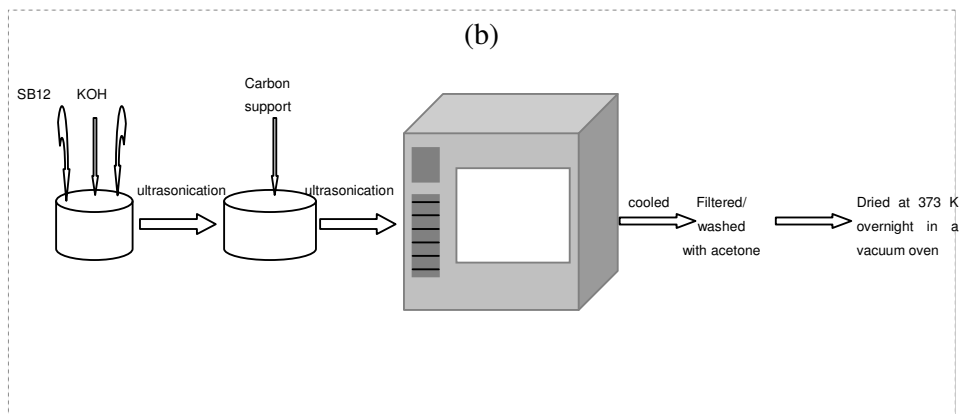 (b)
SB12
KOH
Carbon
support
ultrasonication
ultrasonication
cooled
Filtered/
washed
with acetone
Dried at 373 K
overnight in a
vacuum oven